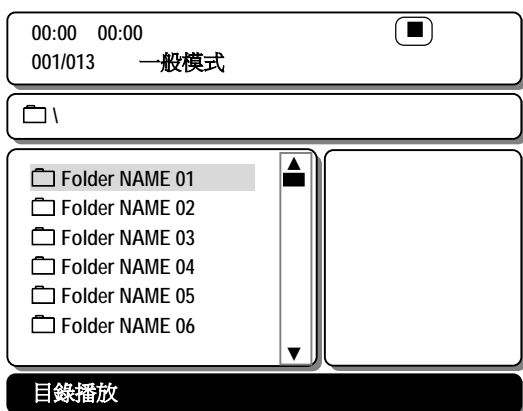 00:00 00:00
001/013 一般模式
\
Folder NAME 01
Folder NAME 02
Folder NAME 03
Folder NAME 04
Folder NAME 05
Folder NAME 06
目錄播放